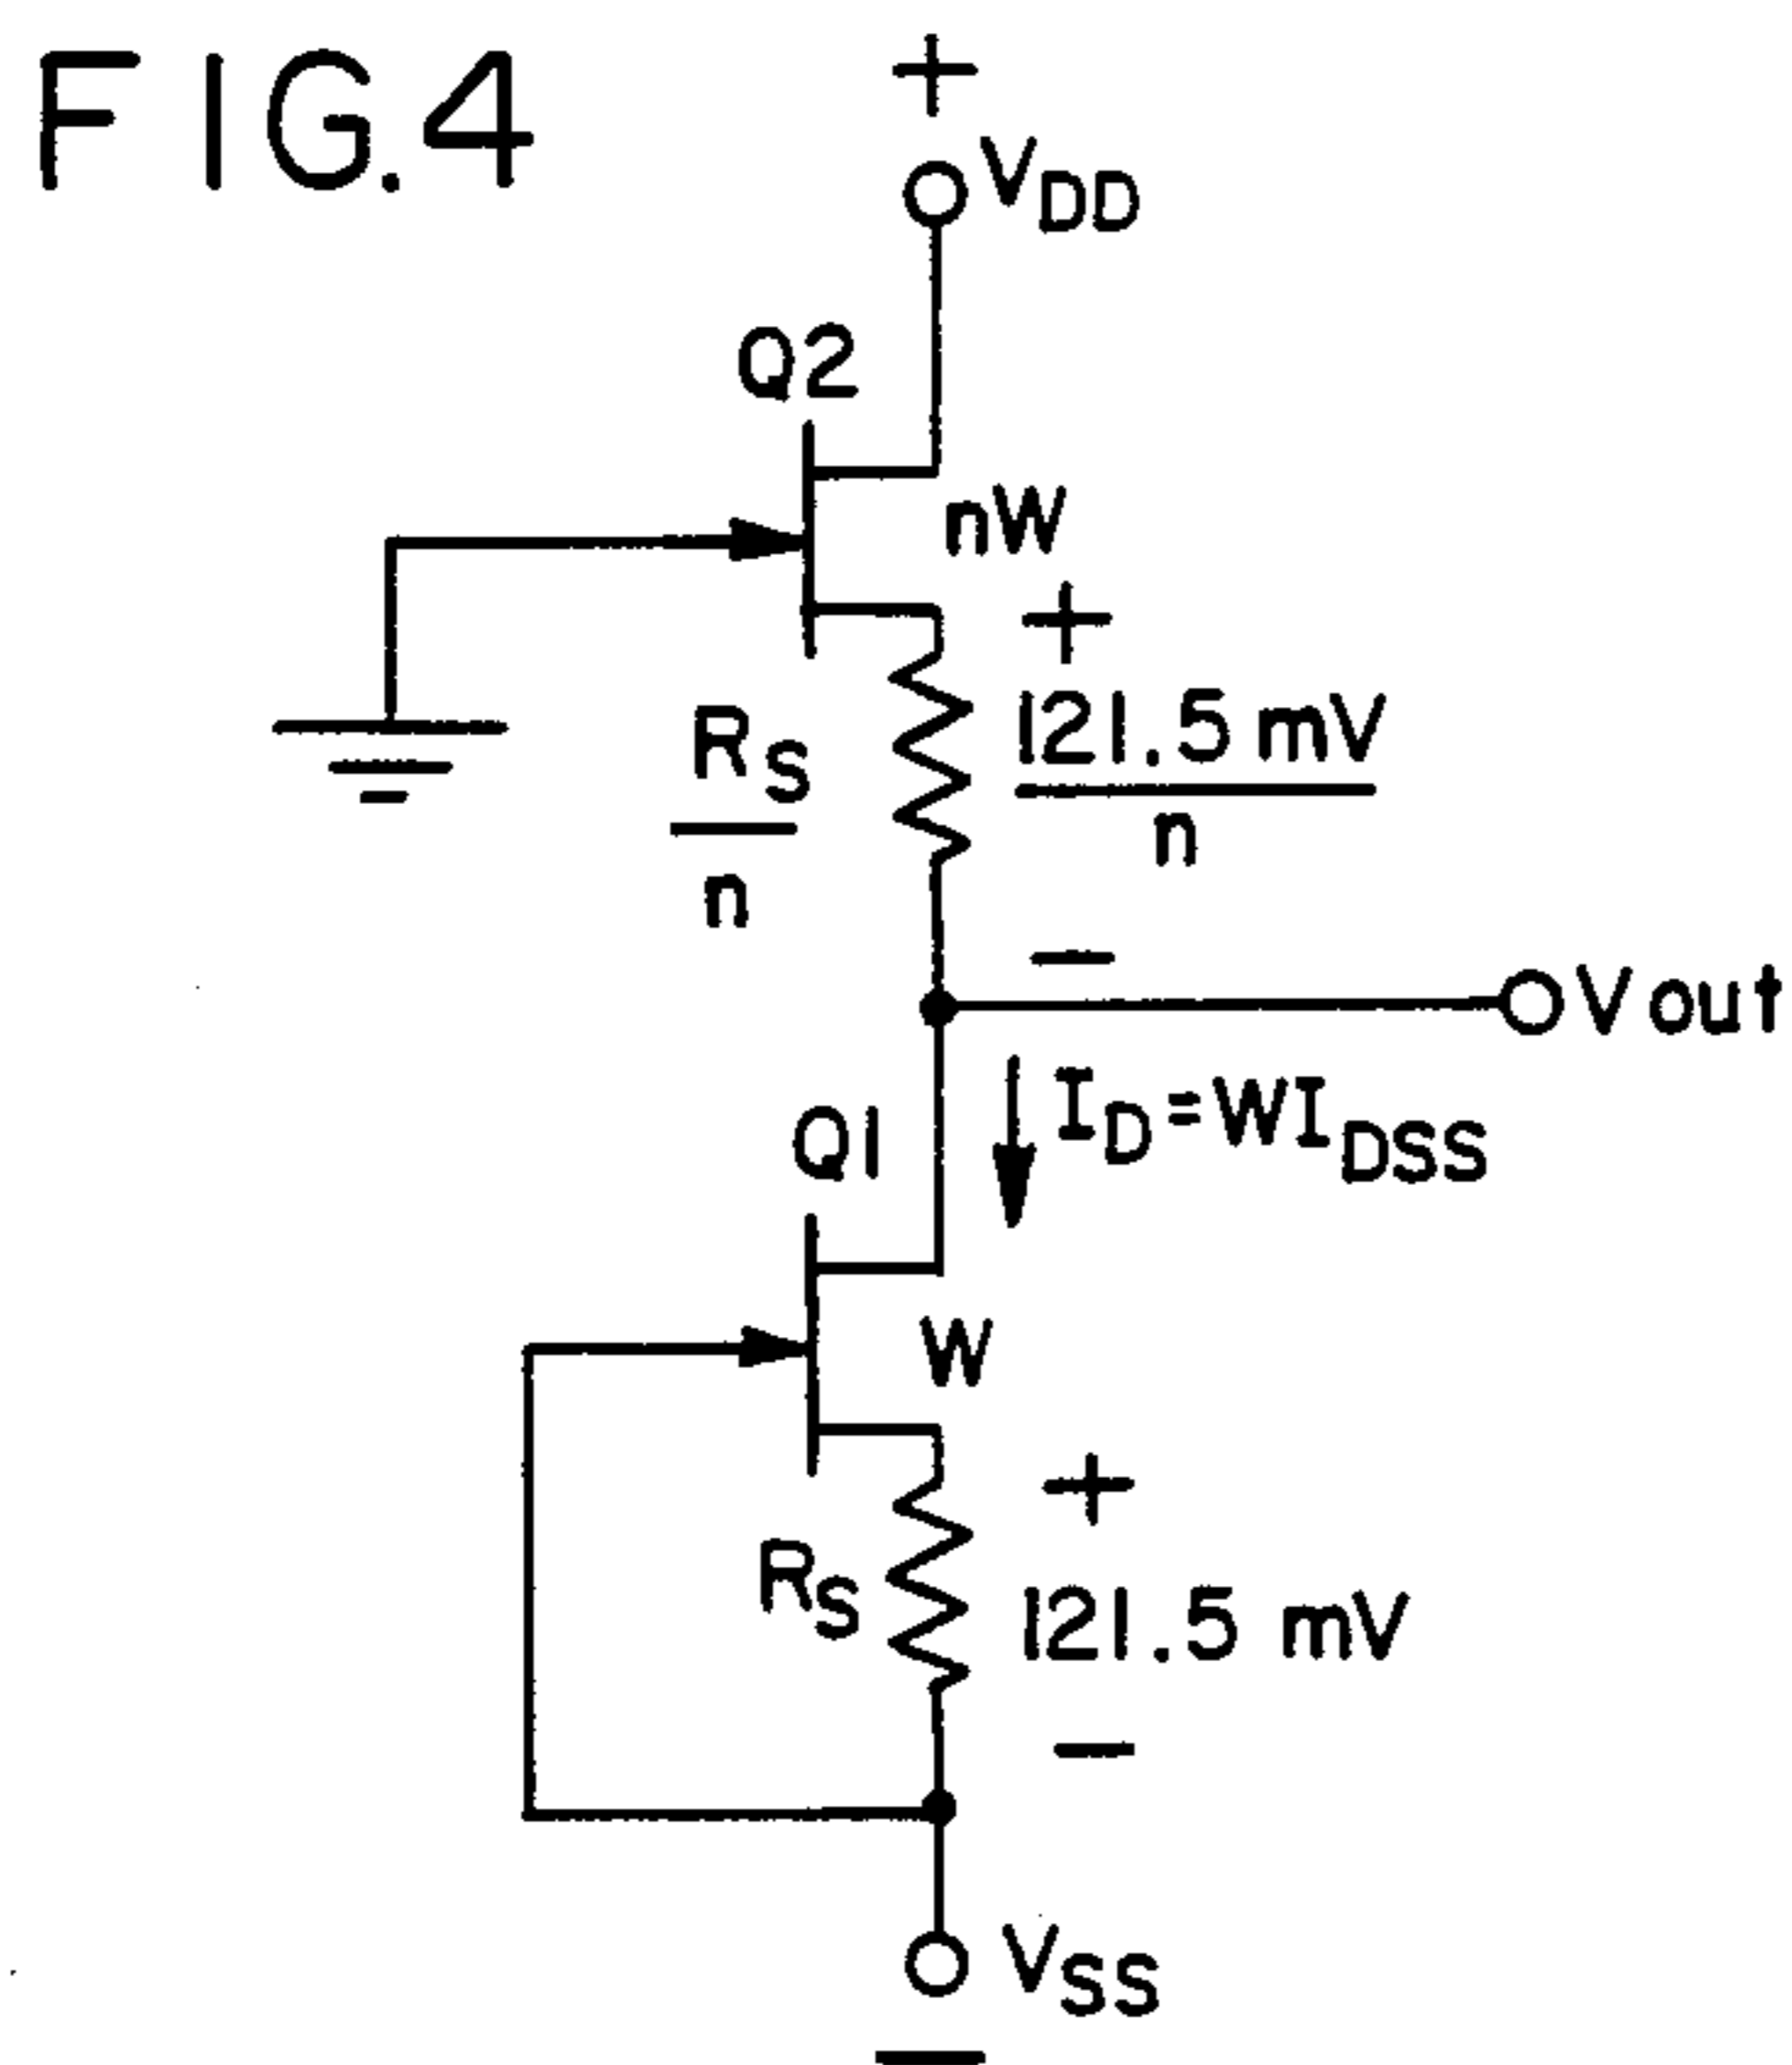 FIG.4
+
VDD
Q2
nW
+
RS
n
121.5 mV
n
−
Vout
ID=WIDSS
Q1
W
+
RS
121.5 mV
−
VSS
−